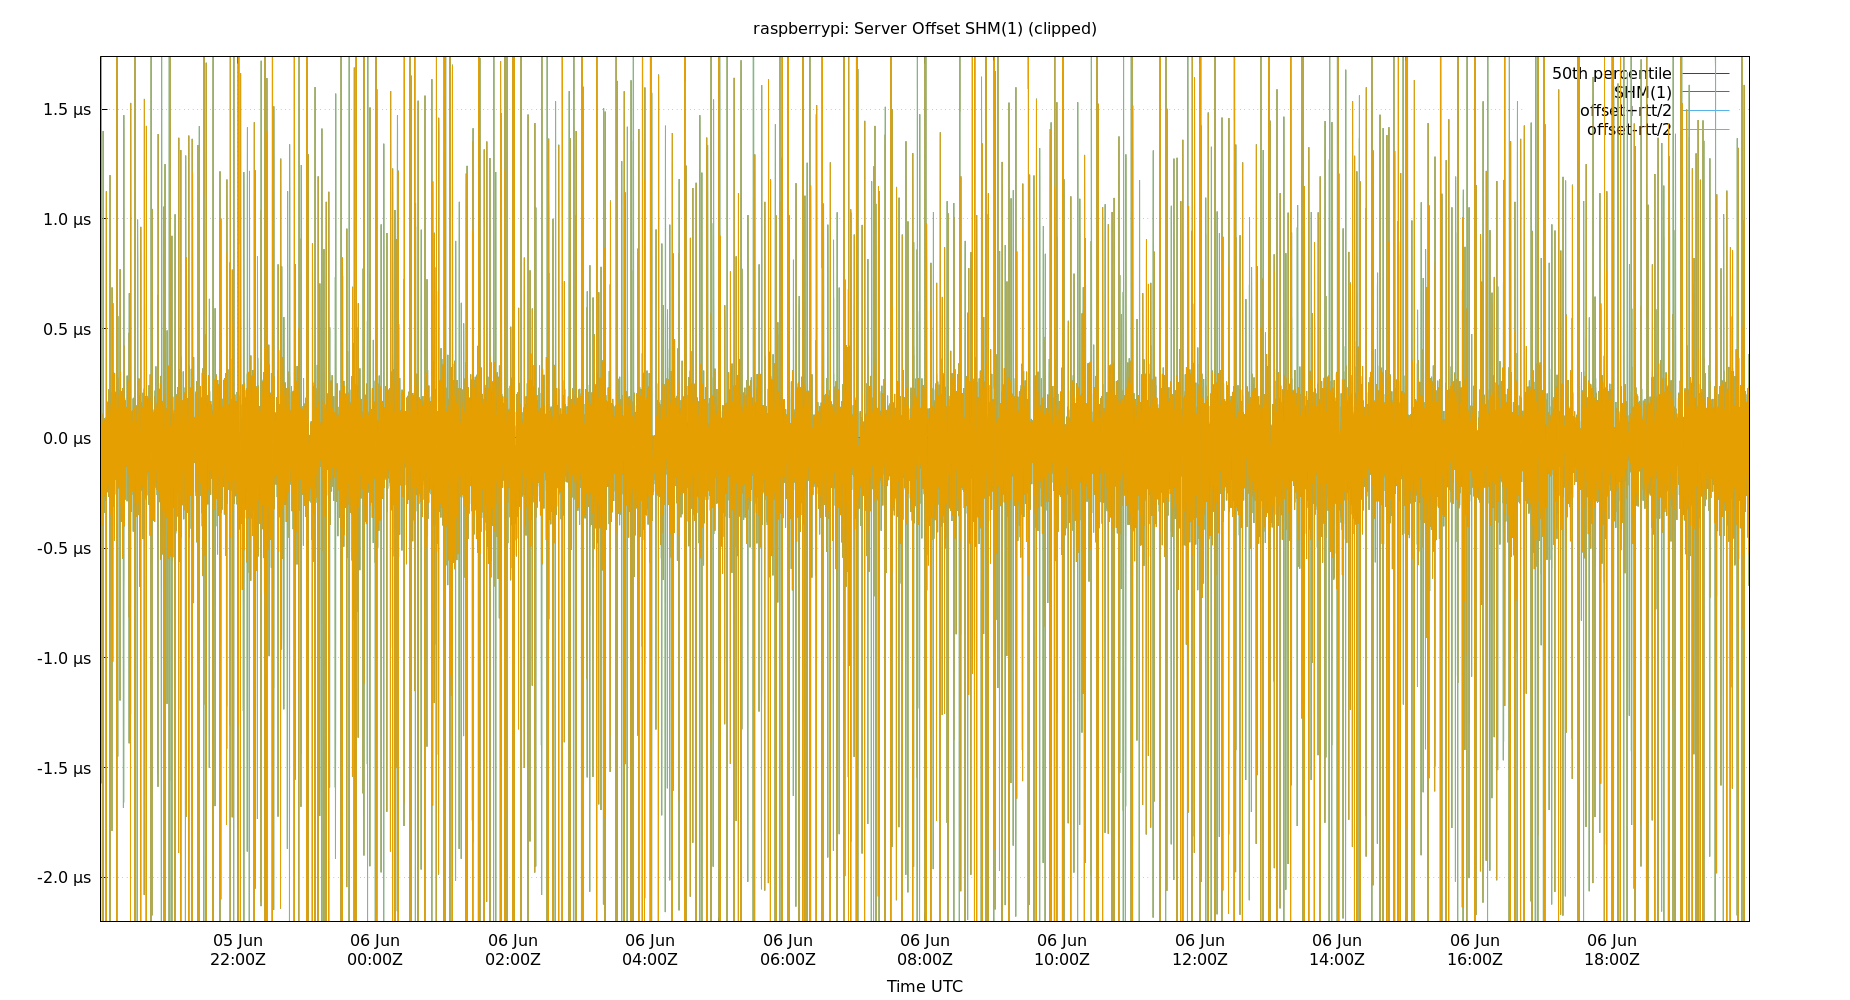 raspberrypi: Server Offset SHM(1) (clipped)
50th percentile
SHM(1)
offset+rtt/2
offset-rtt/2
1.5 µs
1.0 µs
0.5 µs
0.0 µs
-0.5 µs
-1.0 µs
-1.5 µs
-2.0 µs
05 Jun 06 Jun 06 Jun 06 Jun 06 Jun 06 Jun 06 Jun 06 Jun 06 Jun 06 Jun 06 Jun
22:00Z 00:00Z 02:00Z 04:00Z 06:00Z 08:00Z 10:00Z 12:00Z 14:00Z 16:00Z 18:00Z
Time UTC